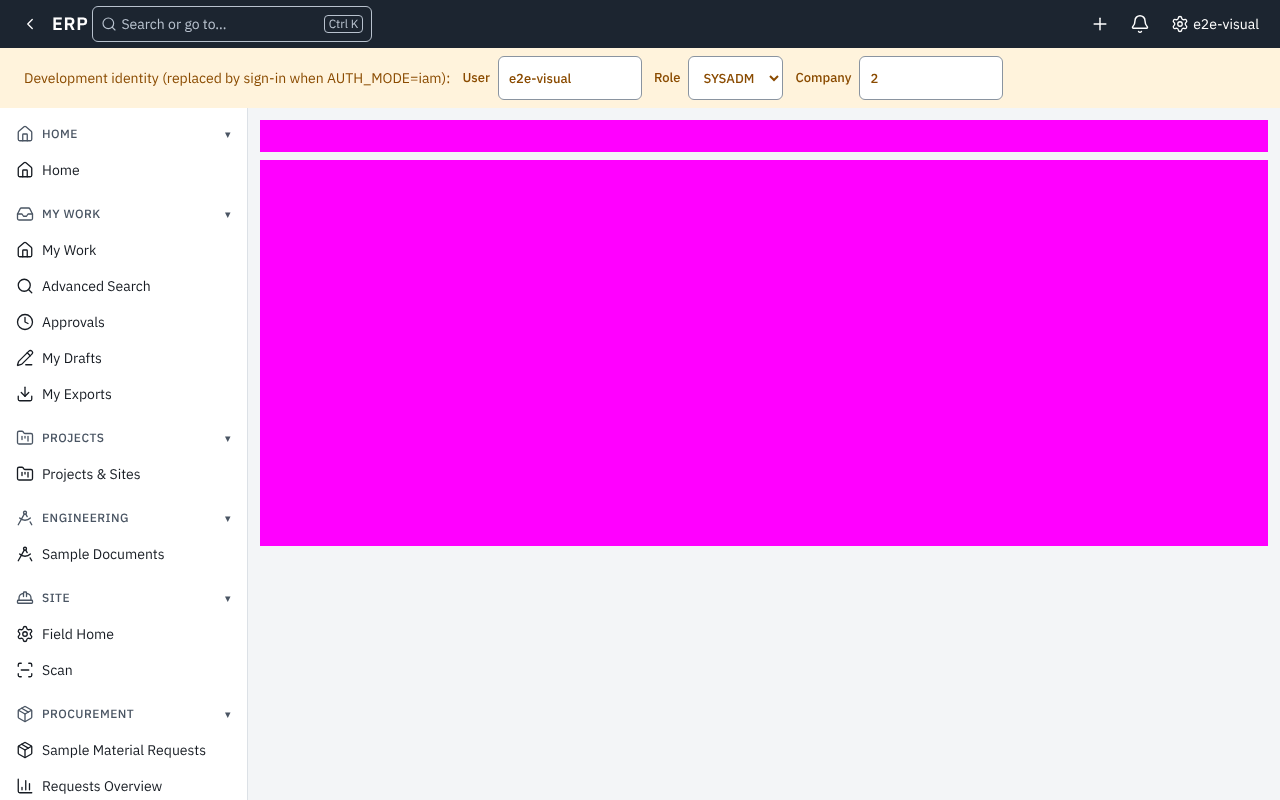 ERP
Search or go to...
Ctrl K
e2e-visual
Development identity (replaced by sign-in when AUTH_MODE=iam):
User
e2e-visual
Role
SYSADM
Company
2
HOME
Home
MY WORK
My Work
Advanced Search
Approvals
My Drafts
My Exports
PROJECTS
Projects & Sites
ENGINEERING
Sample Documents
SITE
Field Home
Scan
PROCUREMENT
Sample Material Requests
Requests Overview